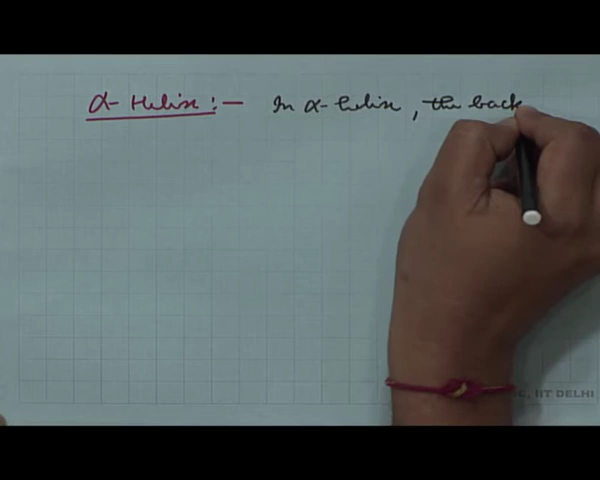 α- Helix :- In α-helix, the back
C, IIT DELHI